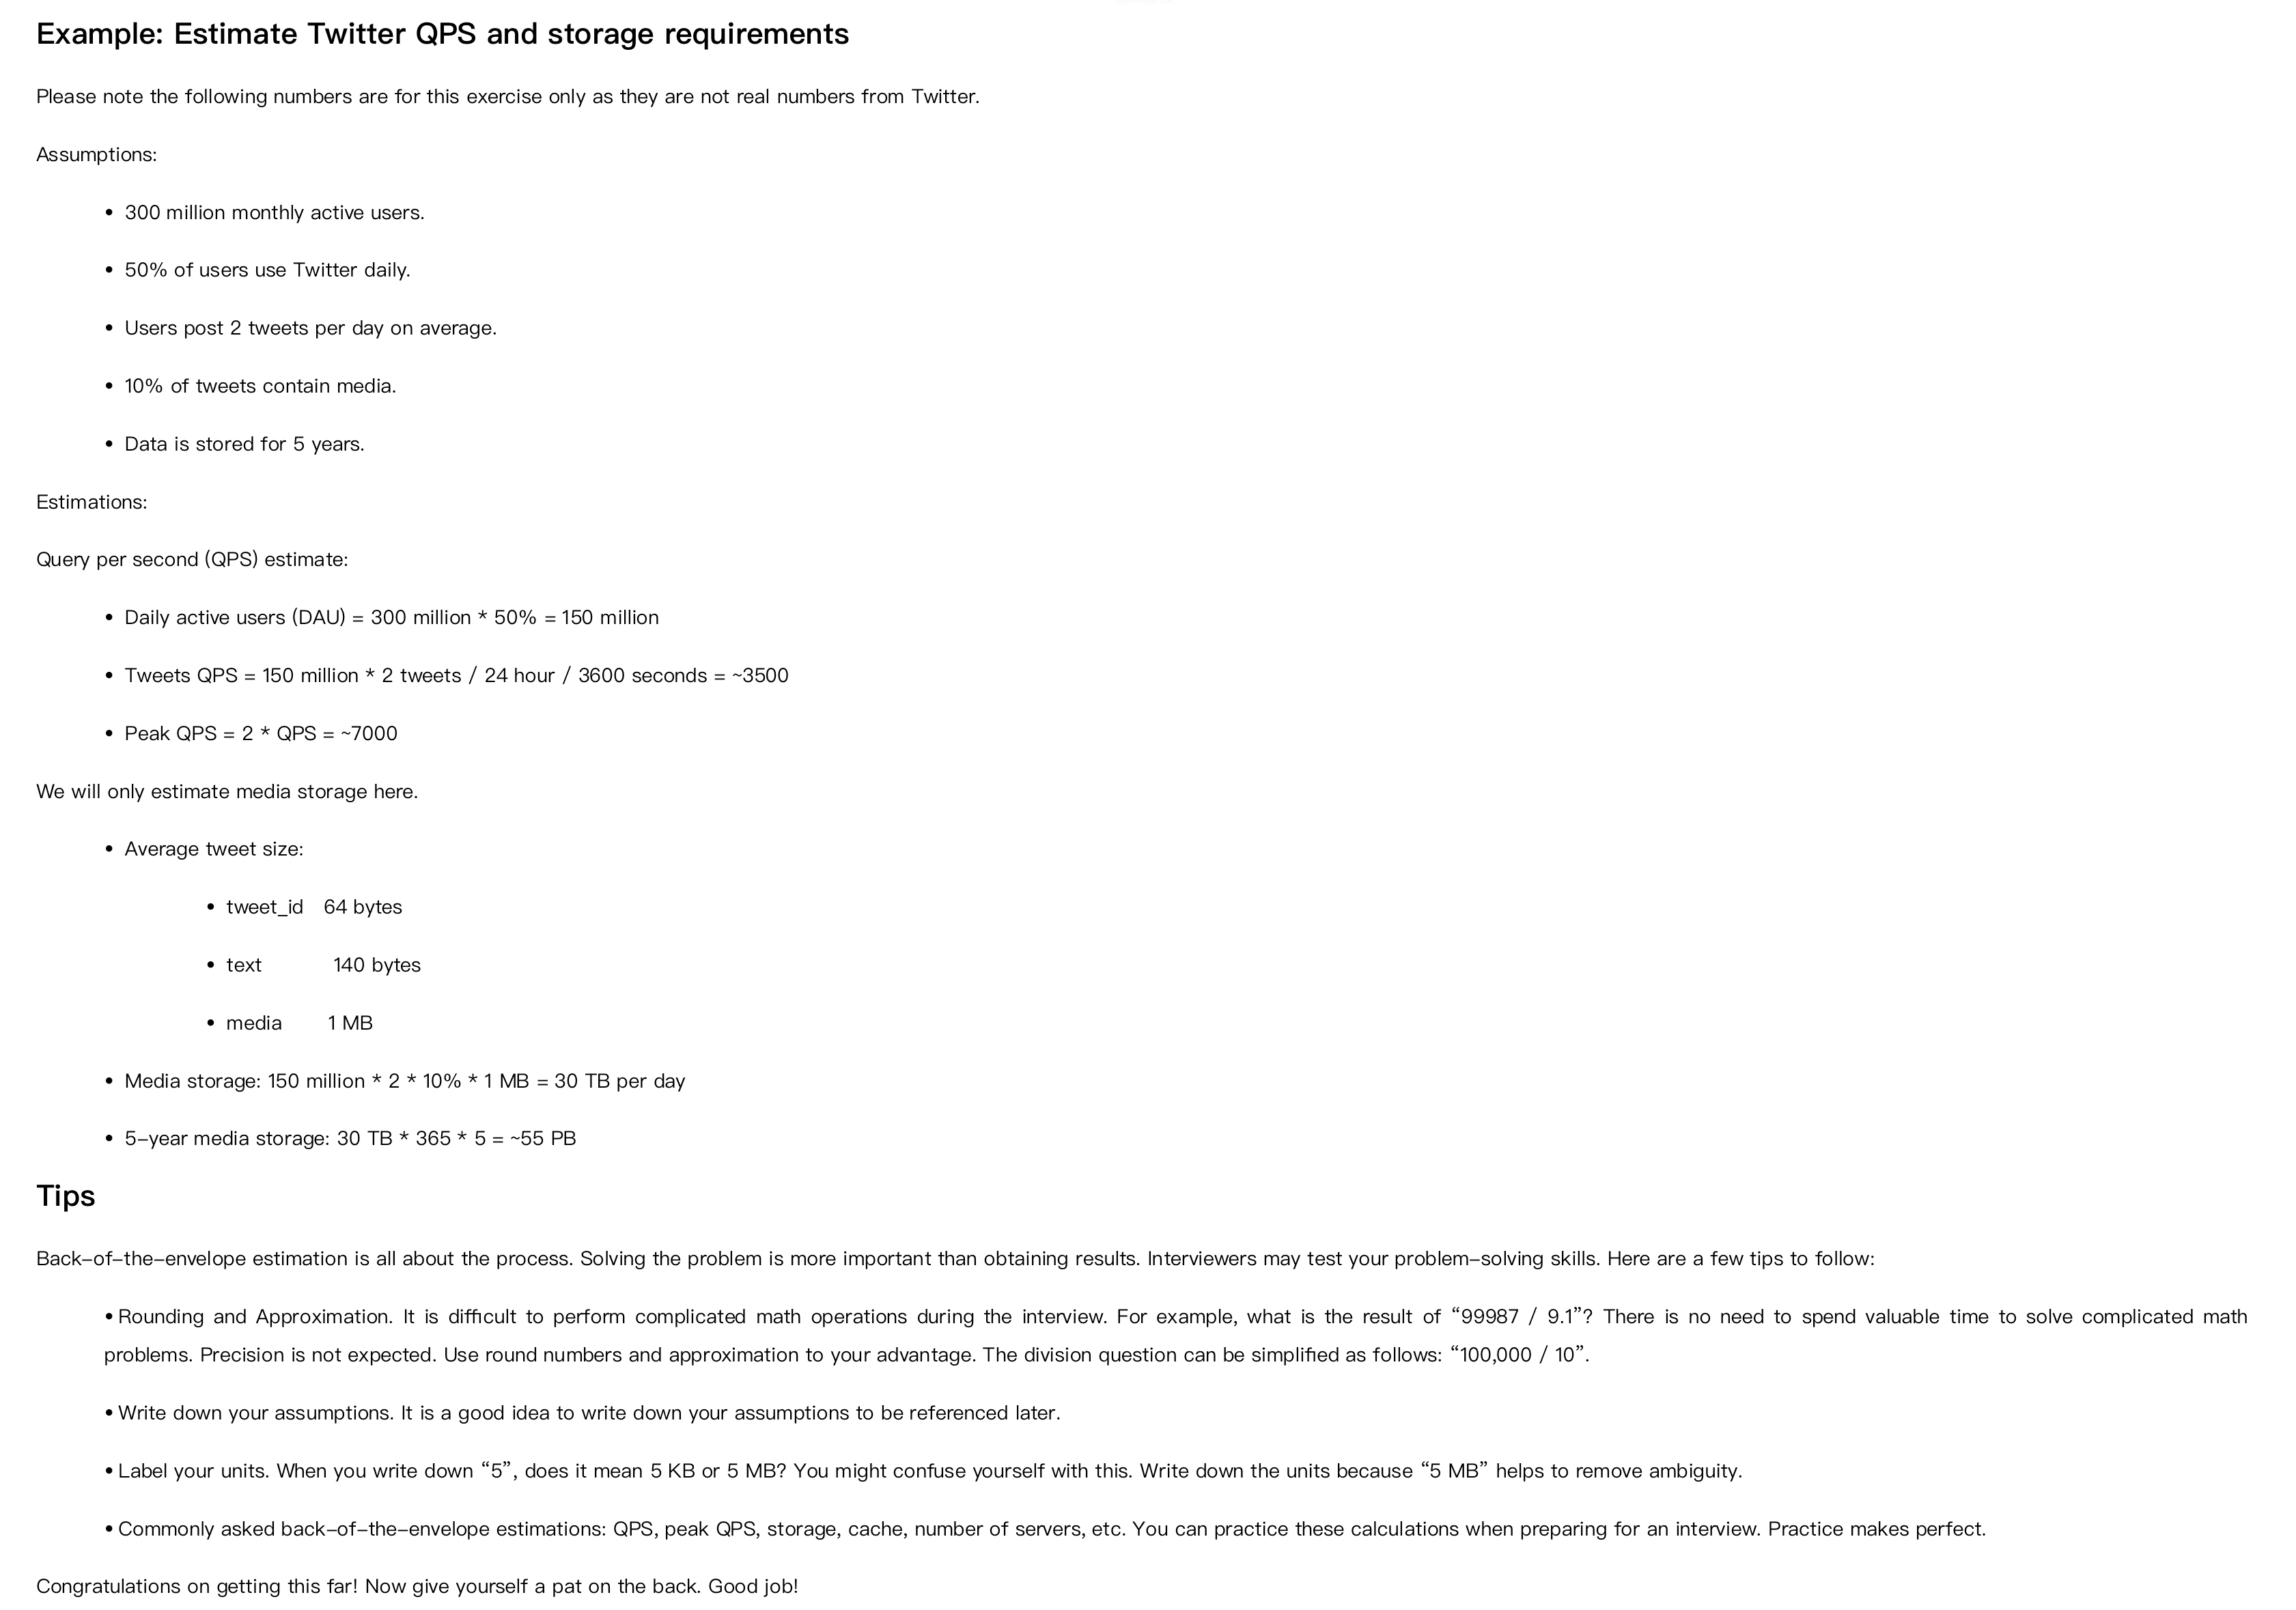 Example: Estimate Twitter QPS and storage requirements
Please note the following numbers are for this exercise only as they are not real numbers from Twitter.
Assumptions:
• 300 million monthly active users.
• 50% of users use Twitter daily.
• Users post 2 tweets per day on average.
• 10% of tweets contain media.
• Data is stored for 5 years.
Estimations:
Query per second (QPS) estimate:
• Daily active users (DAU) = 300 million * 50% = 150 million
• Tweets QPS = 150 million * 2 tweets / 24 hour / 3600 seconds = ~3500
• Peak QPS = 2 * QPS = ~7000
We will only estimate media storage here.
• Average tweet size:
• tweet_id 64 bytes
• text 140 bytes
• media 1 MB
• Media storage: 150 million * 2 * 10% * 1 MB = 30 TB per day
• 5–year media storage: 30 TB * 365 * 5 = ~55 PB
Tips
Back–of–the–envelope estimation is all about the process. Solving the problem is more important than obtaining results. Interviewers may test your problem–solving skills. Here are a few tips to follow:
• Rounding and Approximation. It is difficult to perform complicated math operations during the interview. For example, what is the result of “99987 / 9.1”? There is no need to spend valuable time to solve complicated math
problems. Precision is not expected. Use round numbers and approximation to your advantage. The division question can be simplified as follows: “100,000 / 10”.
• Write down your assumptions. It is a good idea to write down your assumptions to be referenced later.
• Label your units. When you write down “5”, does it mean 5 KB or 5 MB? You might confuse yourself with this. Write down the units because “5 MB” helps to remove ambiguity.
• Commonly asked back–of–the–envelope estimations: QPS, peak QPS, storage, cache, number of servers, etc. You can practice these calculations when preparing for an interview. Practice makes perfect.
Congratulations on getting this far! Now give yourself a pat on the back. Good job!